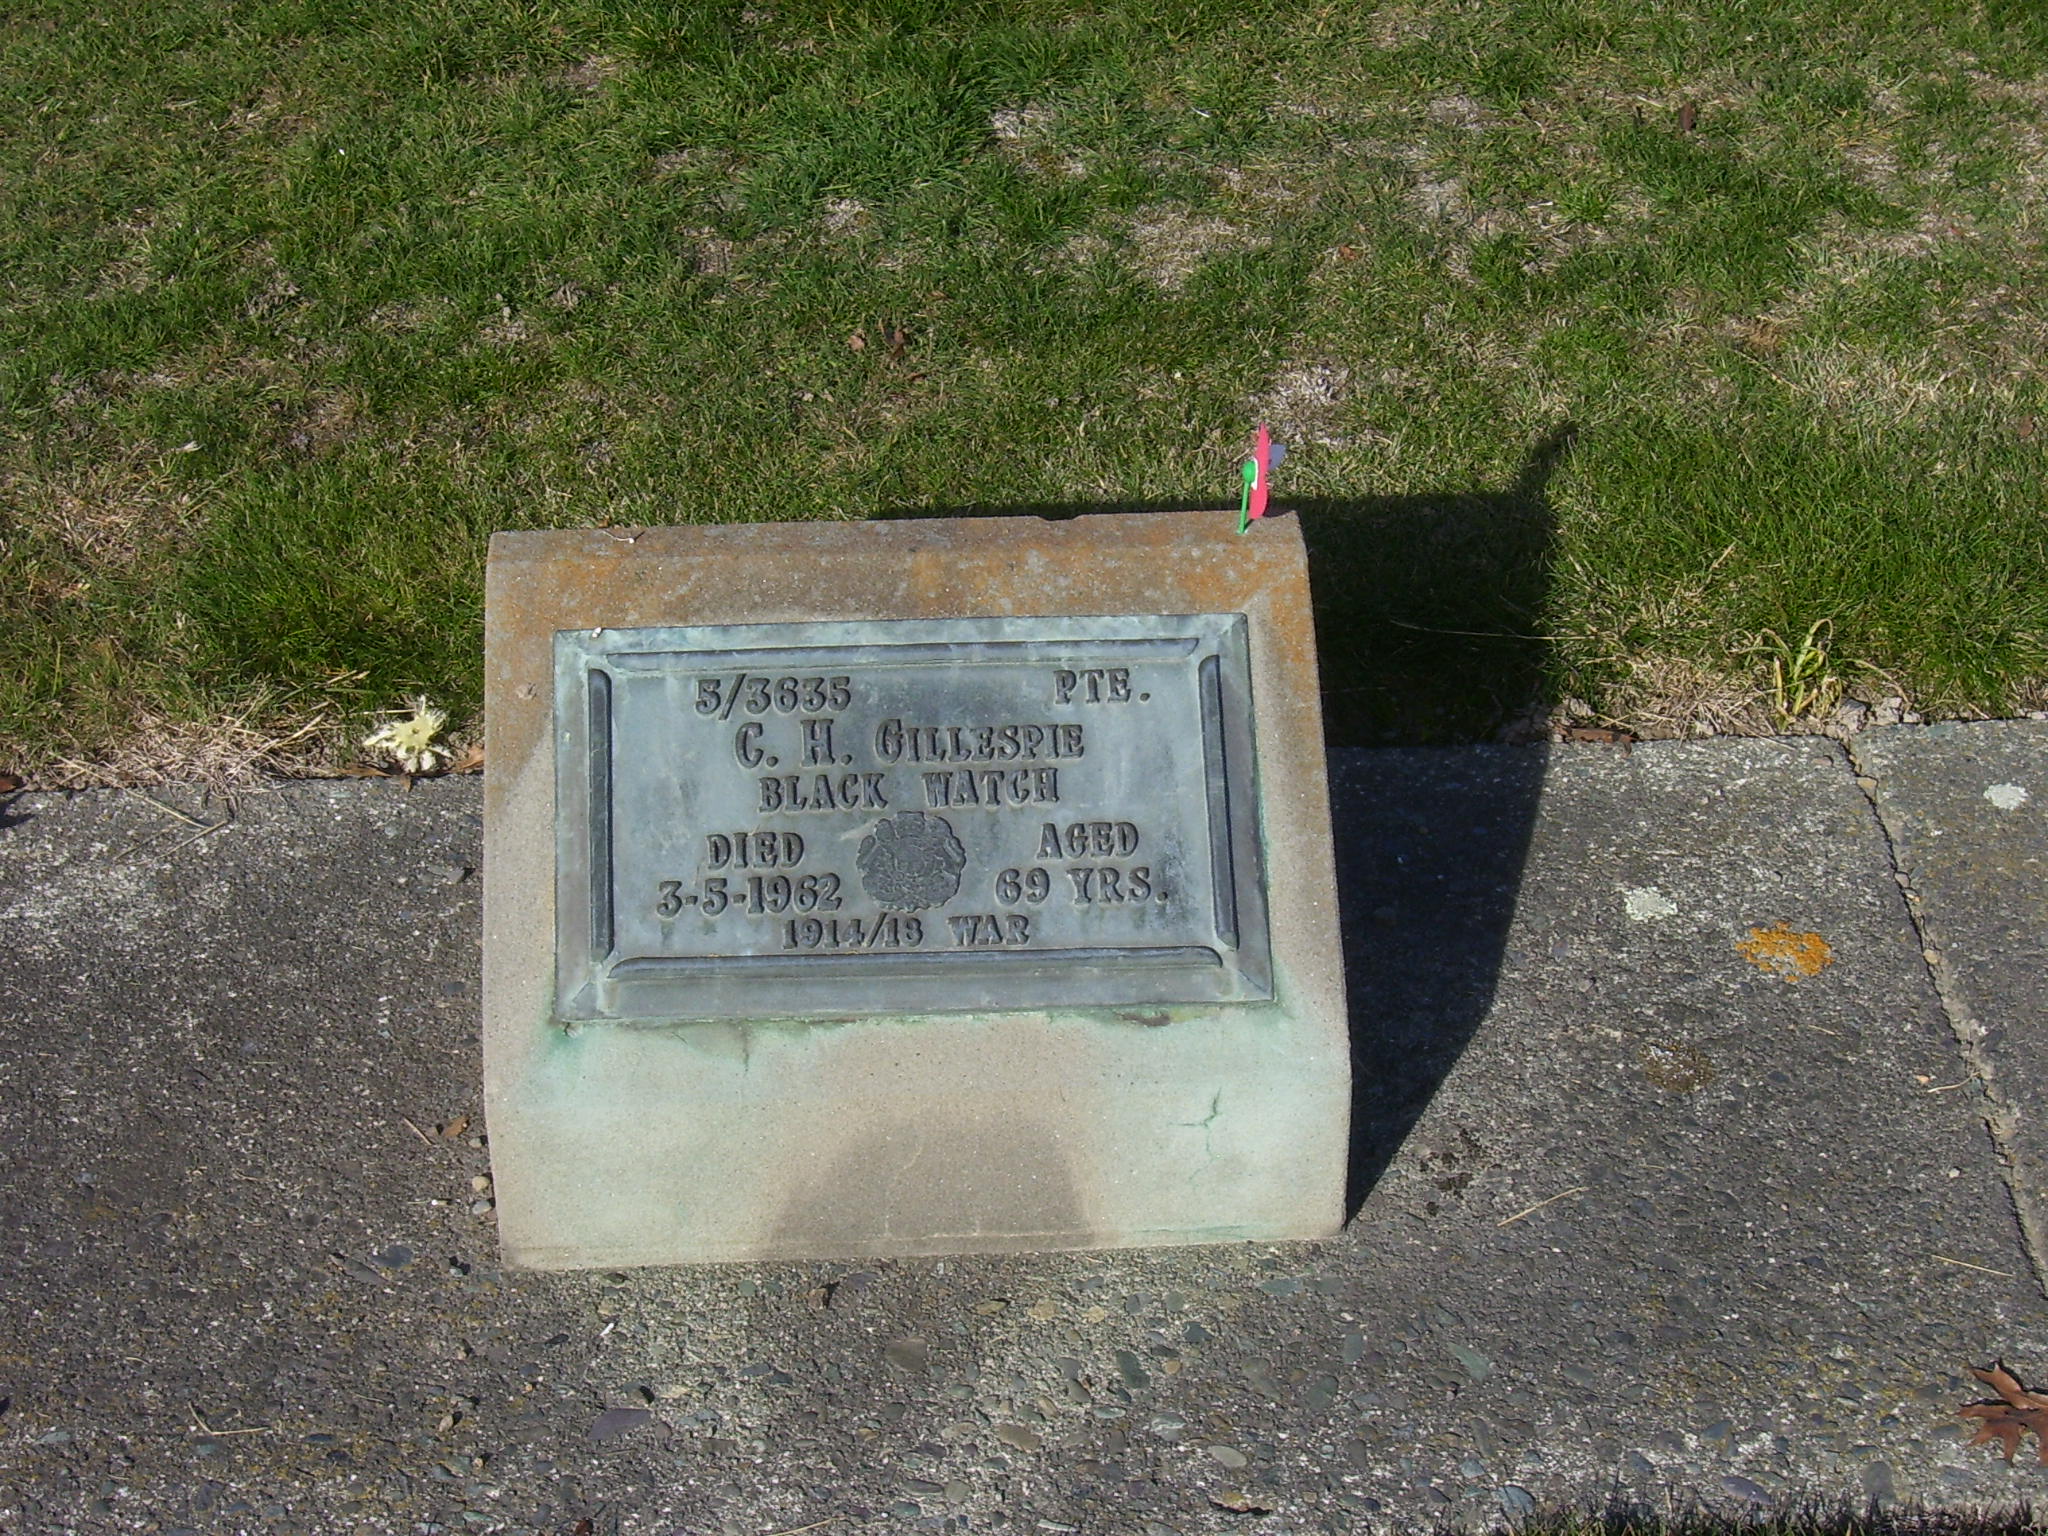 5/3635 PTE.
C. H. GILLESPIE
BLACK WATCH
DIED AGED
3-5-1962 69 YRS.
1914/18 WAR